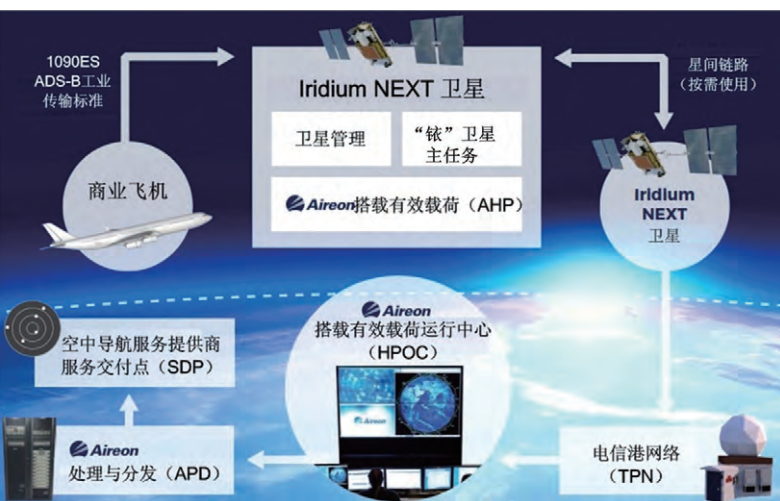 1090ES
ADS-B工业
传输标准
商业飞机
Iridium NEXT 卫星
卫星管理
“铱”卫星
主任务
Aireon搭载有效载荷（AHP）
星间链路
（按需使用）
Iridium
NEXT
卫星
空中导航服务提供商
服务交付点（SDP）
Aireon
搭载有效载荷运行中心
（HPOC）
Aireon
Aireon
处理与分发（APD）
电信港网络
（TPN）